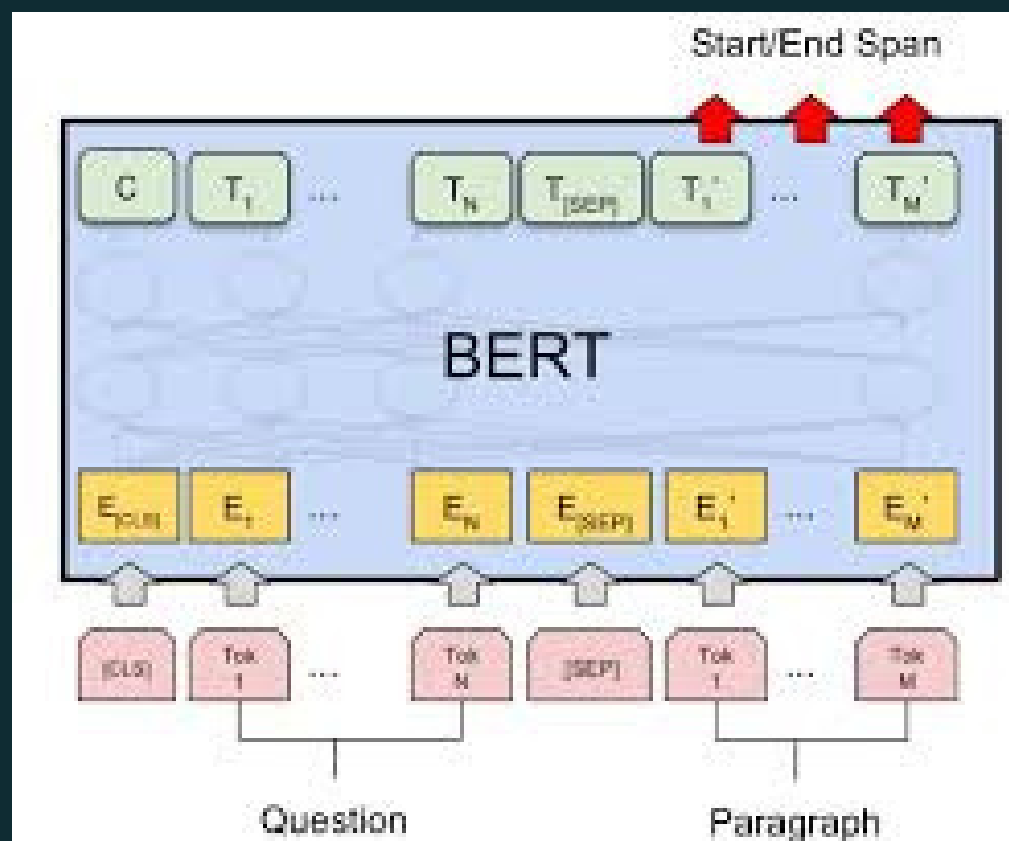 Start/End Span
C T1 ... TN T[SEP] T1' ... TM'
BERT
E[CLS] E1 ... EN E[SEP] E1' ... EM'
[CLS] Tok 1 ... Tok N [SEP] Tok 1 ... Tok M
Question Paragraph